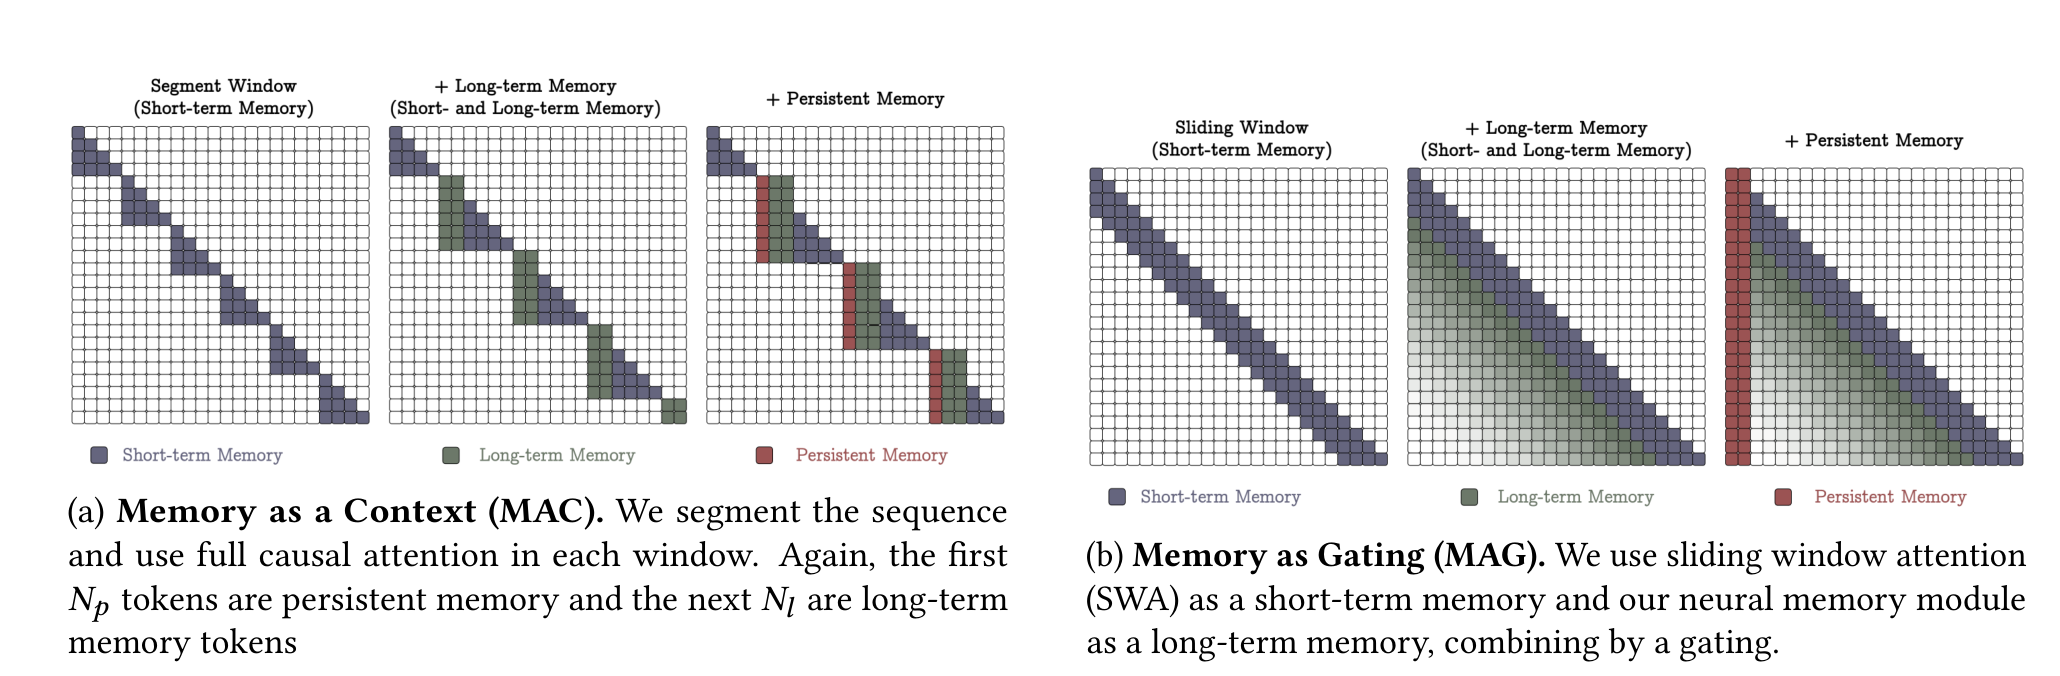 Segment Window
(Short-term Memory)
+ Long-term Memory
(Short- and Long-term Memory)
+ Persistent Memory
Short-term Memory
Long-term Memory
Persistent Memory
(a) Memory as a Context (MAC). We segment the sequence
and use full causal attention in each window. Again, the first
Np tokens are persistent memory and the next Nl are long-term
memory tokens
Sliding Window
(Short-term Memory)
+ Long-term Memory
(Short- and Long-term Memory)
+ Persistent Memory
Short-term Memory
Long-term Memory
Persistent Memory
(b) Memory as Gating (MAG). We use sliding window attention
(SWA) as a short-term memory and our neural memory module
as a long-term memory, combining by a gating.